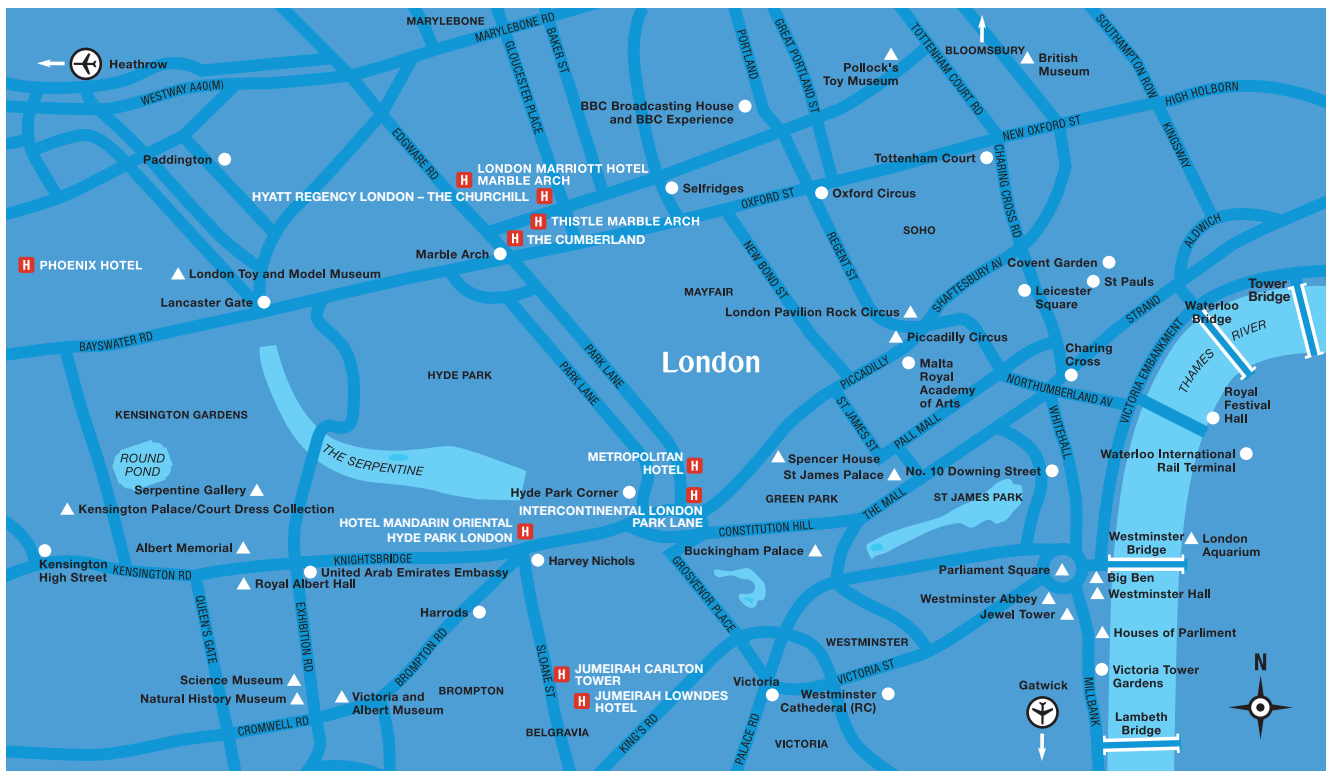 MARYLEBONE
MARYLEBONE RD
GLOUCESTER PLACE
BAKER ST
PORTLAND
GREAT PORTLAND ST
TOTTENHAM COURT RD
BLOOMSBURY
SOUTHAMPTON ROW
Heathrow
WESTWAY A40(M)
Pollock's
Toy Museum
British
Museum
HIGH HOLBORN
BBC Broadcasting House
and BBC Experience
NEW OXFORD ST
KINGSWAY
EDGWARE RD
Paddington
Tottenham Court
CHARING CROSS RD
H
LONDON MARRIOTT HOTEL
MARBLE ARCH
HYATT REGENCY LONDON – THE CHURCHILL
H
Selfridges
OXFORD ST
Oxford Circus
H
THISTLE MARBLE ARCH
H
THE CUMBERLAND
SOHO
ALDWICH
Marble Arch
NEW BOND ST
REGENT ST
H
PHOENIX HOTEL
London Toy and Model Museum
Covent Garden
SHAFTESBURY AV
St Pauls
MAYFAIR
Leicester
Square
STRAND
Tower
Bridge
Lancaster Gate
London Pavilion Rock Circus
Waterloo
Bridge
BAYSWATER RD
Piccadilly Circus
THAMES RIVER
VICTORIA EMBANKMENT
PARK LANE
PARK LANE
London
PICCADILLY
Malta
Royal
Academy
of Arts
Charing
Cross
HYDE PARK
NORTHUMBERLAND AV
Royal
Festival
Hall
KENSINGTON GARDENS
ST JAMES ST
PALL MALL
WHITEHALL
ROUND
POND
THE SERPENTINE
METROPOLITAN
HOTEL
H
Spencer House
St James Palace
No. 10 Downing Street
Waterloo International
Rail Terminal
Serpentine Gallery
Hyde Park Corner
H
GREEN PARK
THE MALL
ST JAMES PARK
Kensington Palace/Court Dress Collection
INTERCONTINENTAL LONDON
PARK LANE
HOTEL MANDARIN ORIENTAL
HYDE PARK LONDON
H
CONSTITUTION HILL
Albert Memorial
Buckingham Palace
Westminster
Bridge
London
Aquarium
Kensington
High Street
KENSINGTON RD
KNIGHTSBRIDGE
Harvey Nichols
United Arab Emirates Embassy
Parliament Square
Big Ben
Royal Albert Hall
GROSVENOR PLACE
Westminster Abbey
Westminster Hall
QUEEN'S GATE
EXHIBITION RD
Harrods
Jewel Tower
Houses of Parliment
BROMPTON RD
SLOANE ST
WESTMINSTER
H
JUMEIRAH CARLTON
TOWER
VICTORIA ST
Victoria Tower
Gardens
N
Science Museum
Victoria
Gatwick
MILLBANK
Natural History Museum
Victoria and
Albert Museum
BROMPTON
H
JUMEIRAH LOWNDES
HOTEL
Westminster
Cathederal (RC)
CROMWELL RD
BELGRAVIA
KING'S RD
PALACE RD
VICTORIA
Lambeth
Bridge